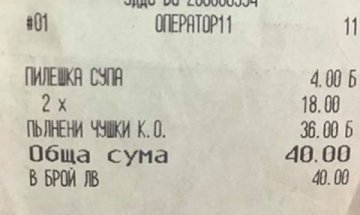 #01 ОПЕРАТОР11 11
ПИЛЕШКА СУПА 4.00 Б
2 х 18.00
ПЪЛНЕНИ ЧУШКИ К.О. 36.00 Б
Обща сума 40.00
В БРОЙ ЛВ 40.00